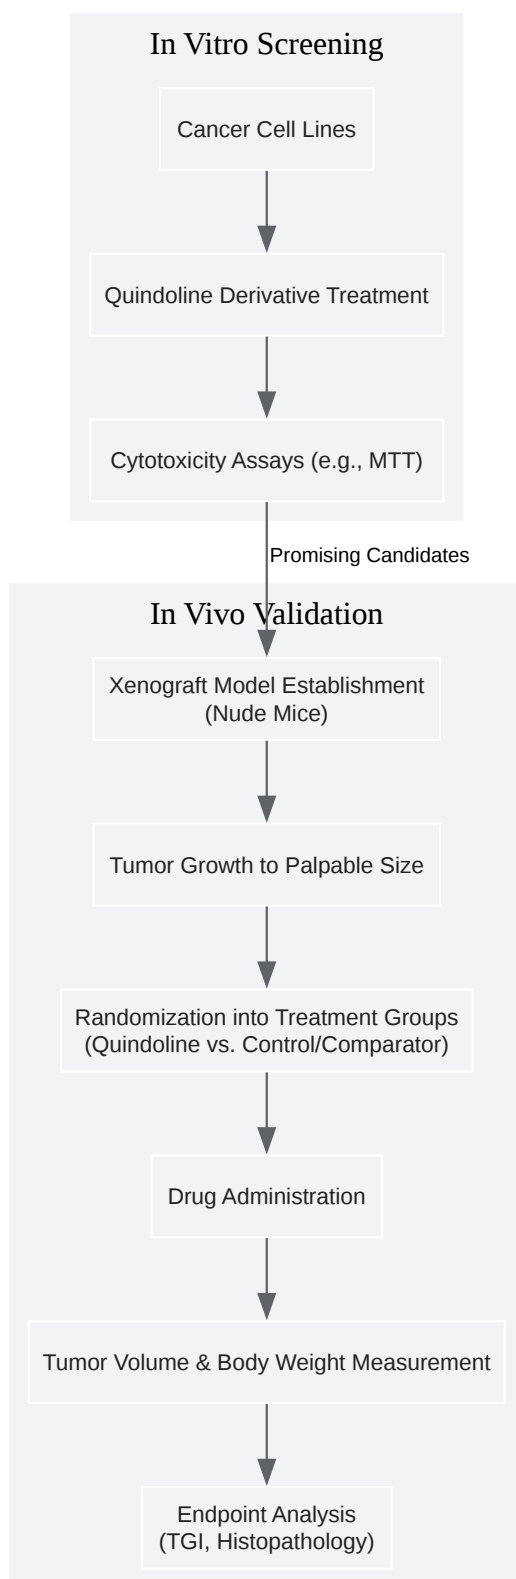 In Vitro Screening
Cancer Cell Lines
Quindoline Derivative Treatment
Cytotoxicity Assays (e.g., MTT)
Promising Candidates
In Vivo Validation
Xenograft Model Establishment
(Nude Mice)
Tumor Growth to Palpable Size
Randomization into Treatment Groups
(Quindoline vs. Control/Comparator)
Drug Administration
Tumor Volume & Body Weight Measurement
Endpoint Analysis
(TGI, Histopathology)